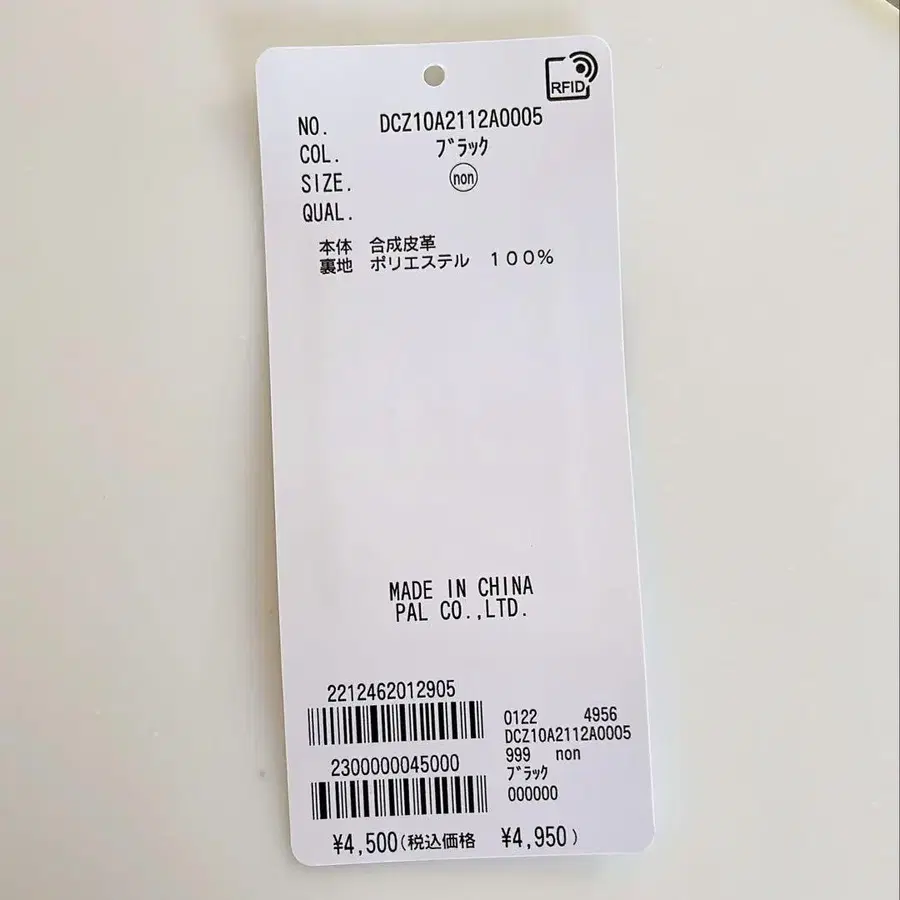 RFID
NO. DCZ10A2112A0005
COL. ブラック
SIZE. non
QUAL.
本体 合成皮革
裏地 ポリエステル 100%
MADE IN CHINA
PAL CO.,LTD.
2212462012905
0122 4956
DCZ10A2112A0005
999 non
ブラック
000000
2300000045000
¥4,500(税込価格 ¥4,950)